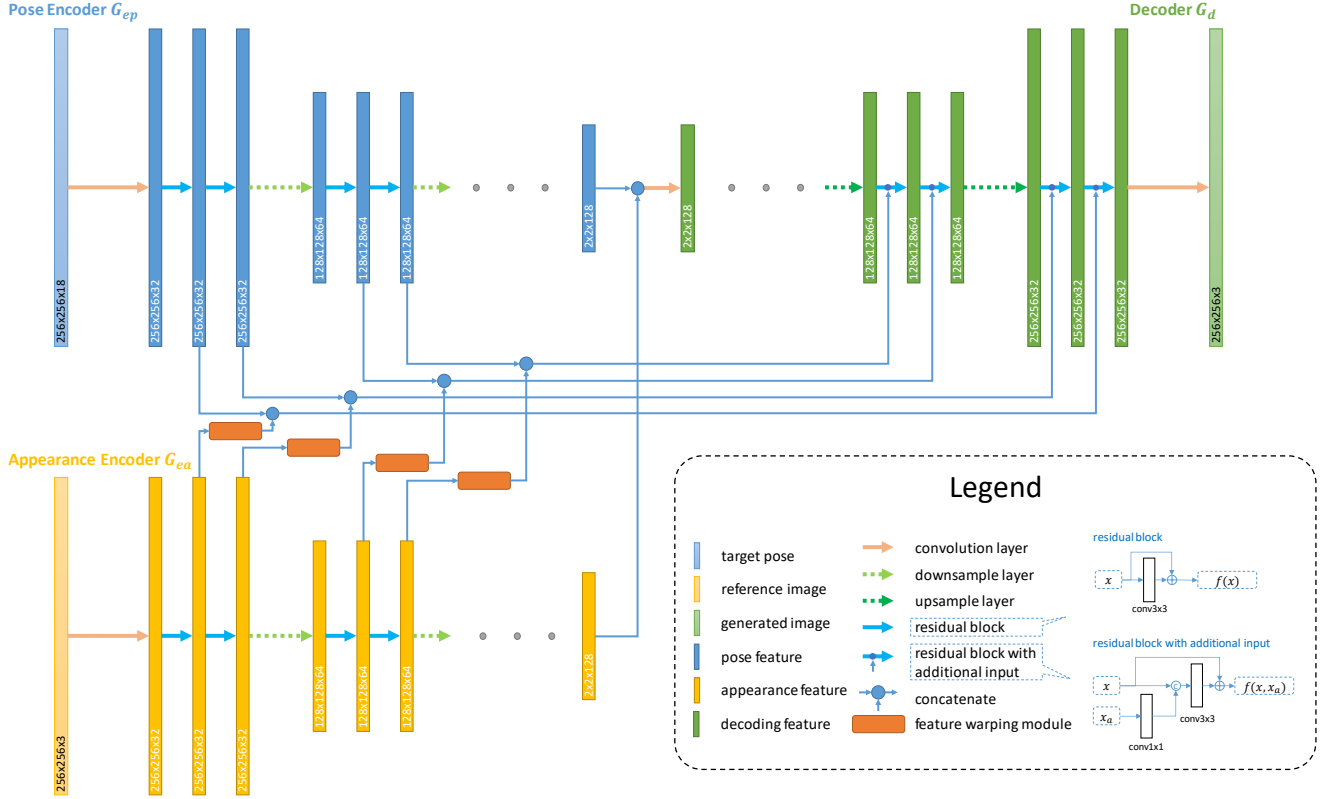 Pose Encoder G_ep
Decoder G_d
256x256x18
256x256x32
256x256x32
256x256x32
128x128x64
128x128x64
128x128x64
2x2x128
2x2x128
128x128x64
128x128x64
128x128x64
256x256x32
256x256x32
256x256x32
256x256x3
Appearance Encoder G_ea
256x256x3
256x256x32
256x256x32
256x256x32
128x128x64
128x128x64
128x128x64
2x2x128
Legend
target pose
reference image
generated image
pose feature
appearance feature
decoding feature
convolution layer
downsample layer
upsample layer
residual block
residual block with
additional input
concatenate
feature warping module
residual block
x
f(x)
conv3x3
residual block with additional input
x
C
f(x, x_a)
x_a
conv3x3
conv1x1